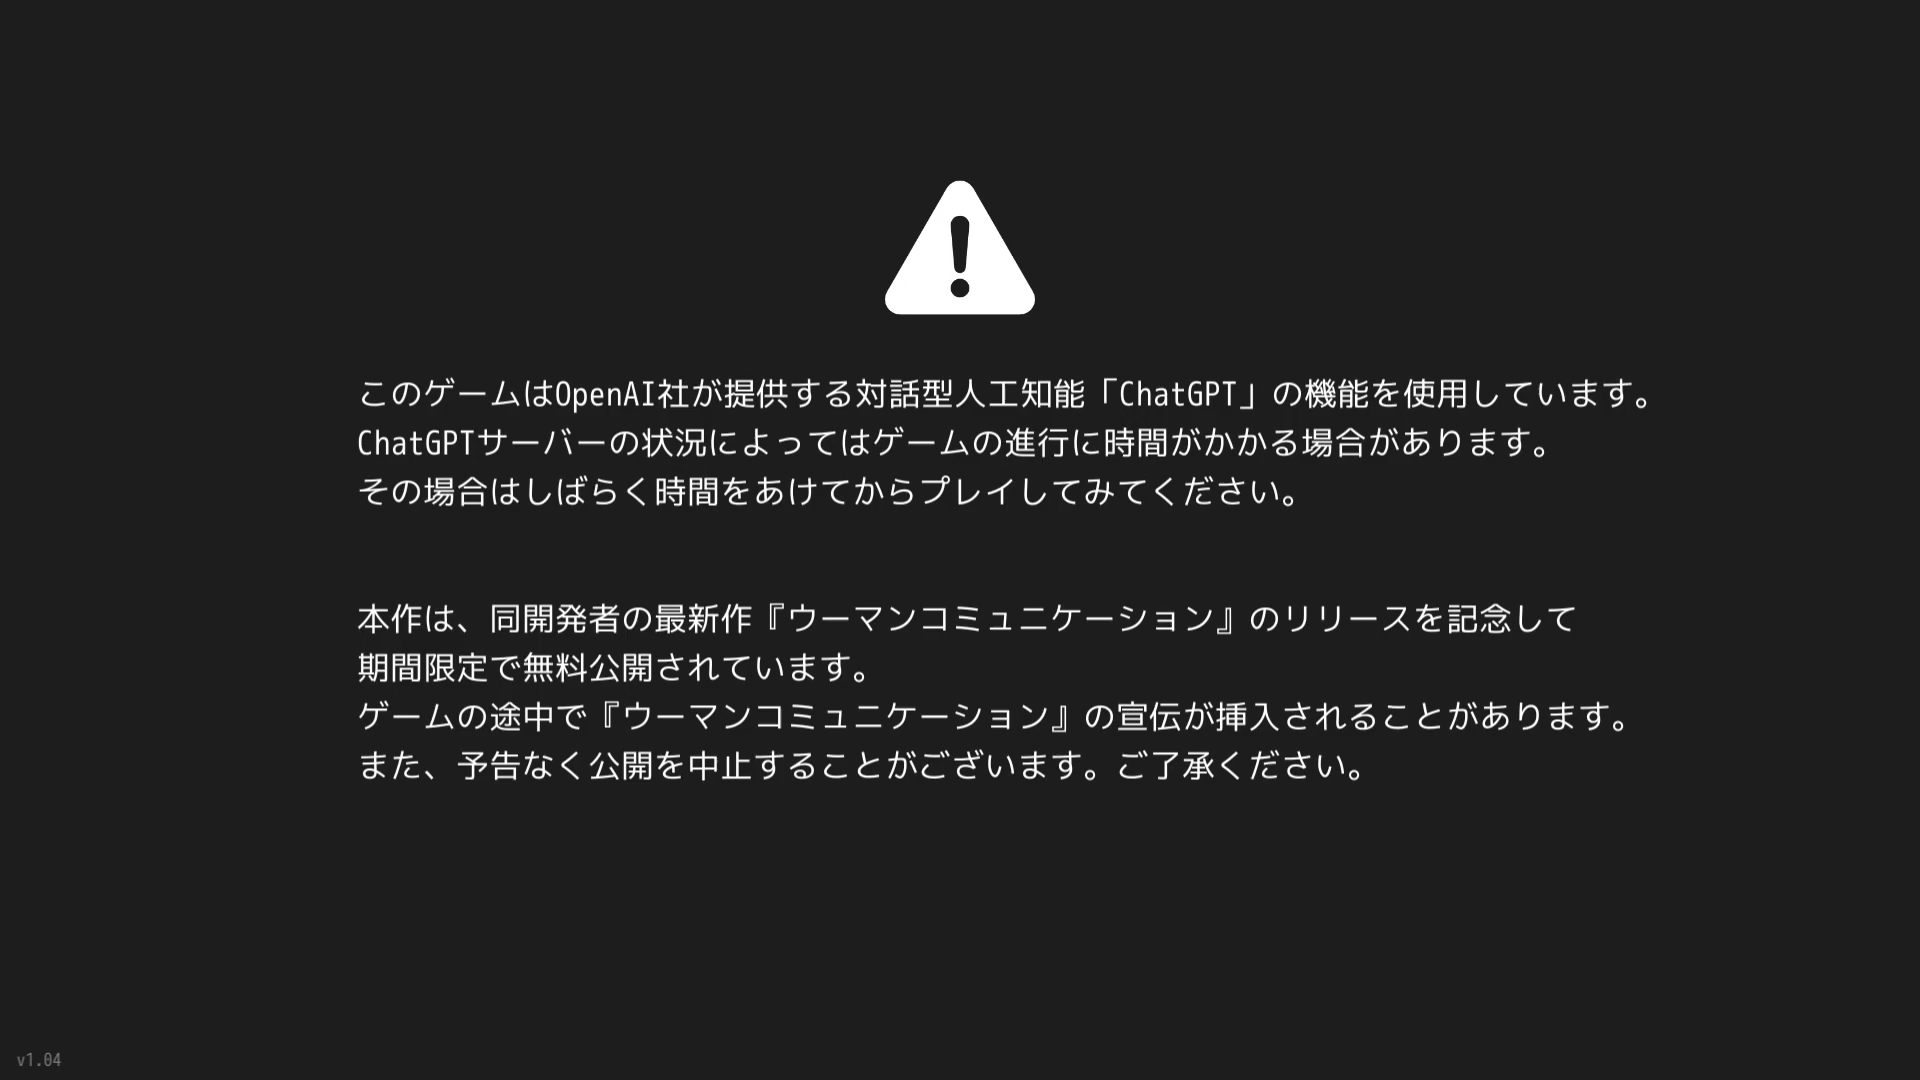 このゲームはOpenAI社が提供する対話型人工知能「ChatGPT」の機能を使用しています。
ChatGPTサーバーの状況によってはゲームの進行に時間がかかる場合があります。
その場合はしばらく時間をあけてからプレイしてみてください。
本作は、同開発者の最新作『ウーマンコミュニケーション』のリリースを記念して
期間限定で無料公開されています。
ゲームの途中で『ウーマンコミュニケーション』の宣伝が挿入されることがあります。
また、予告なく公開を中止することがございます。ご了承ください。
v1.04